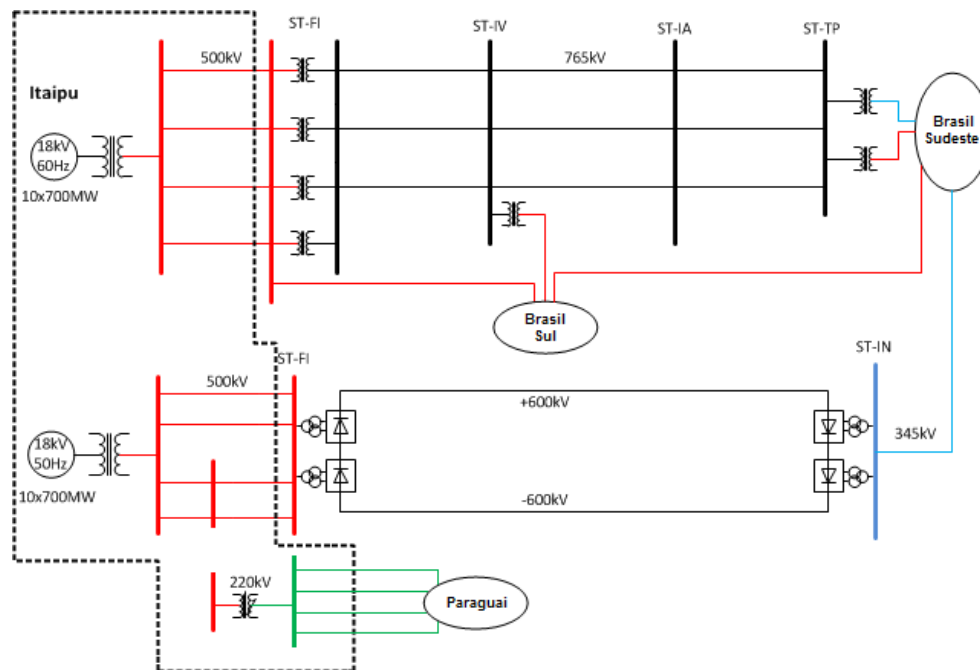 ST-FI
ST-IV
ST-IA
ST-TP
500kV
765kV
Itaipu
18kV
60Hz
10x700MW
Brasil
Sudeste
Brasil
Sul
ST-FI
ST-IN
500kV
+600kV
345kV
18kV
50Hz
10x700MW
-600kV
220kV
Paraguai